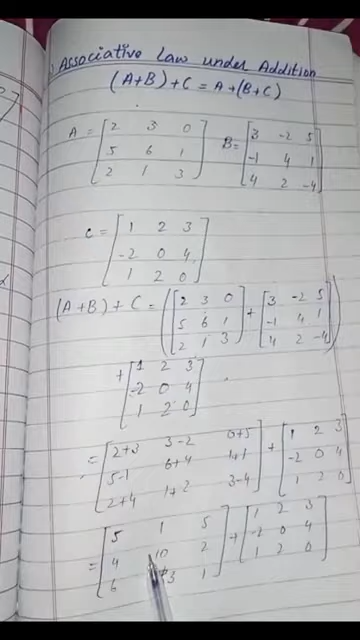 Associative Law under Addition
(A+B)+C = A+(B+C)
A = [2 3 0 B = [3 -2 5
5 6 1 -1 4 1
2 1 3] 4 2 -4]
C = [1 2 3
-2 0 4
1 2 0]
(A+B)+C = ([2 3 0 + [3 -2 5
5 6 1 -1 4 1
2 1 3] 4 2 -4])
+ [1 2 3
-2 0 4
1 2 0]
= [2+3 3-2 0+5 + [1 2 3
5-1 6+4 1+1 -2 0 4
2+4 1+2 3-4] 1 2 0]
= [5 1 5 + [1 2 3
4 10 2 -2 0 4
6 3 1] 1 2 0]